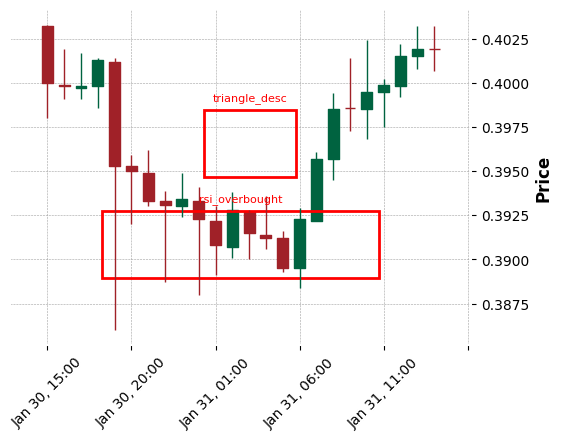 0.4025
triangle_desc
0.4000
0.3975
0.3950
Price
rsi_overbought
0.3925
0.3900
0.3875
Jan 30, 15:00
Jan 30, 20:00
Jan 31, 01:00
Jan 31, 06:00
Jan 31, 11:00